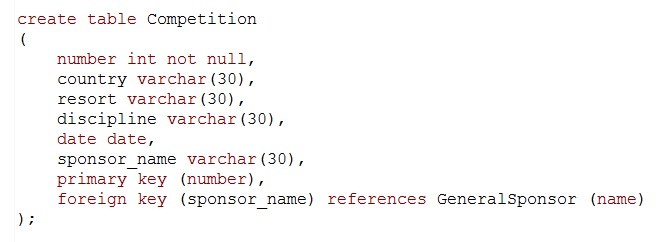 create table Competition
(
number int not null,
country varchar(30),
resort varchar(30),
discipline varchar(30),
date date,
sponsor_name varchar(30),
primary key (number),
foreign key (sponsor_name) references GeneralSponsor (name)
);